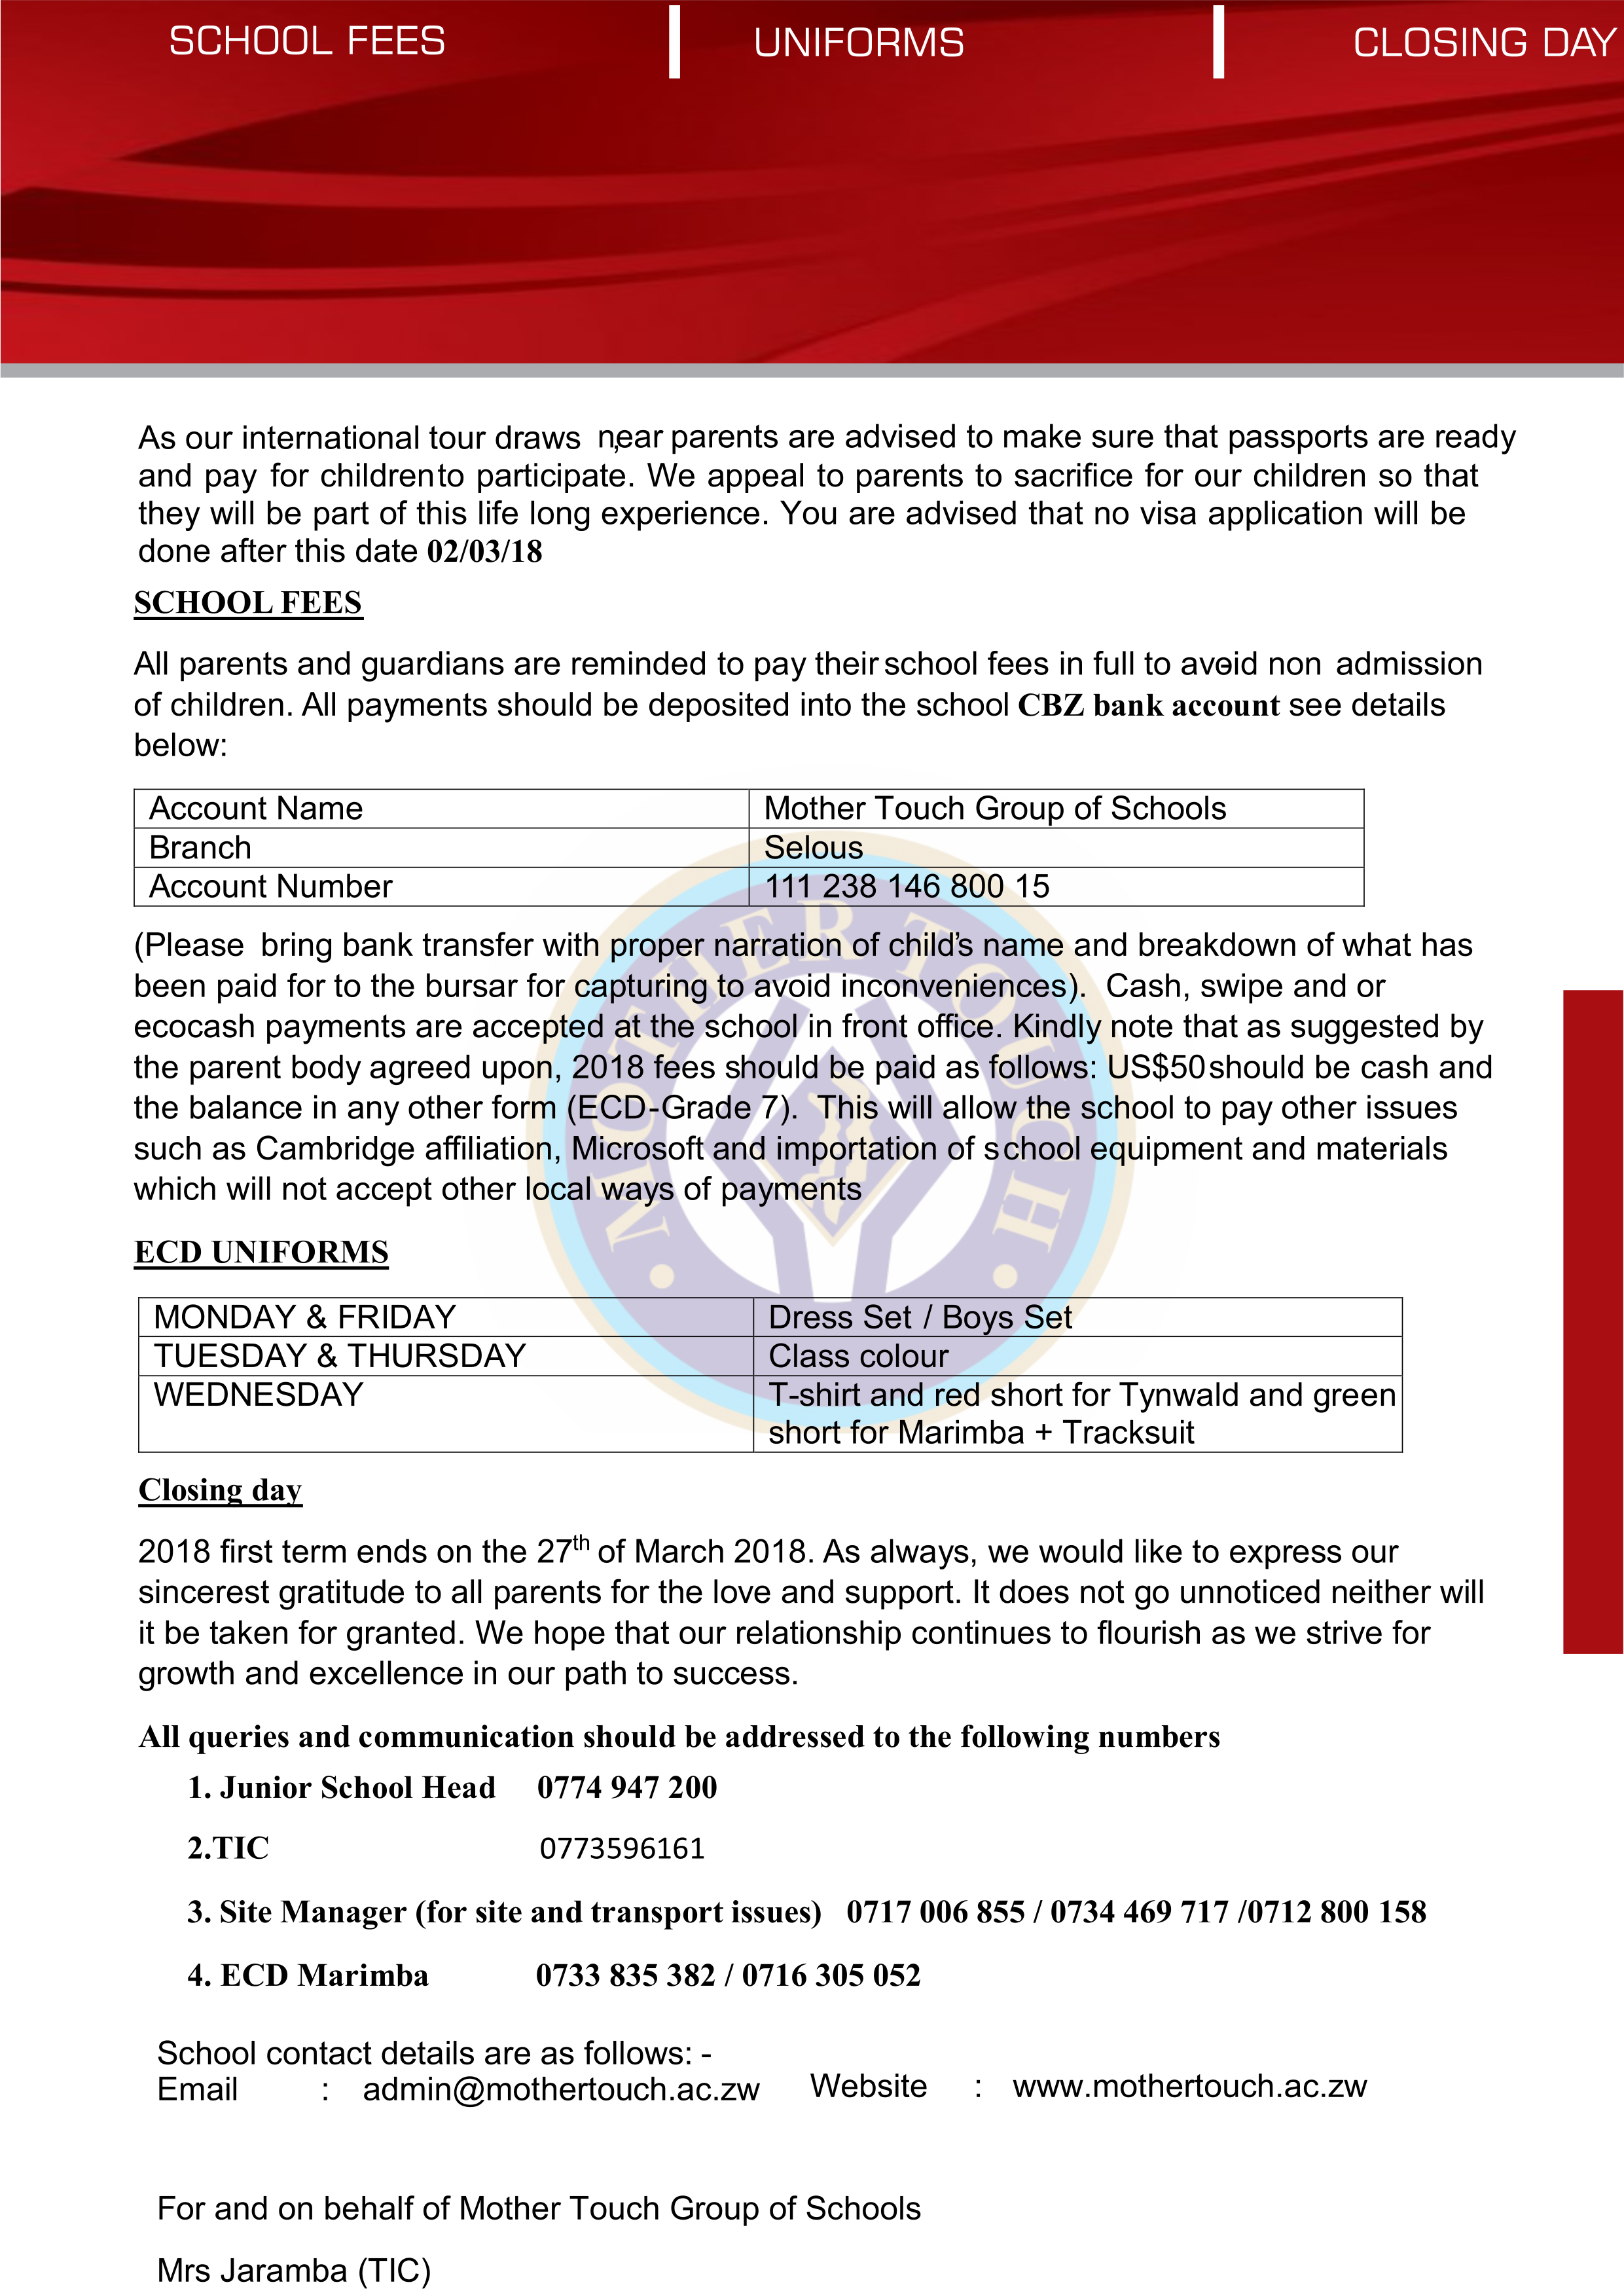 SCHOOL FEES UNIFORMS CLOSING DAY
As our international tour draws near, parents are advised to make sure that passports are ready
and pay for children to participate. We appeal to parents to sacrifice for our children so that
they will be part of this life long experience. You are advised that no visa application will be
done after this date 02/03/18
SCHOOL FEES
All parents and guardians are reminded to pay their school fees in full to avoid non-admission
of children. All payments should be deposited into the school CBZ bank account see details
below:
Account Name Mother Touch Group of Schools
Branch Selous
Account Number 111 238 146 800 15
(Please bring bank transfer with proper narration of child’s name and breakdown of what has
been paid for to the bursar for capturing to avoid inconveniences). Cash, swipe and or
ecocash payments are accepted at the school in front office. Kindly note that as suggested by
the parent body agreed upon, 2018 fees should be paid as follows: US$50 should be cash and
the balance in any other form (ECD-Grade 7). This will allow the school to pay other issues
such as Cambridge affiliation, Microsoft and importation of school equipment and materials
which will not accept other local ways of payments
MOTHER TOUCH
ECD UNIFORMS
MONDAY & FRIDAY Dress Set / Boys Set
TUESDAY & THURSDAY Class colour
WEDNESDAY T-shirt and red short for Tynwald and green
short for Marimba + Tracksuit
Closing day
2018 first term ends on the 27th of March 2018. As always, we would like to express our
sincerest gratitude to all parents for the love and support. It does not go unnoticed neither will
it be taken for granted. We hope that our relationship continues to flourish as we strive for
growth and excellence in our path to success.
All queries and communication should be addressed to the following numbers
1. Junior School Head 0774 947 200
2.TIC 0773596161
3. Site Manager (for site and transport issues) 0717 006 855 / 0734 469 717 /0712 800 158
4. ECD Marimba 0733 835 382 / 0716 305 052
School contact details are as follows: -
Email : admin@mothertouch.ac.zw Website : www.mothertouch.ac.zw
For and on behalf of Mother Touch Group of Schools
Mrs Jaramba (TIC)